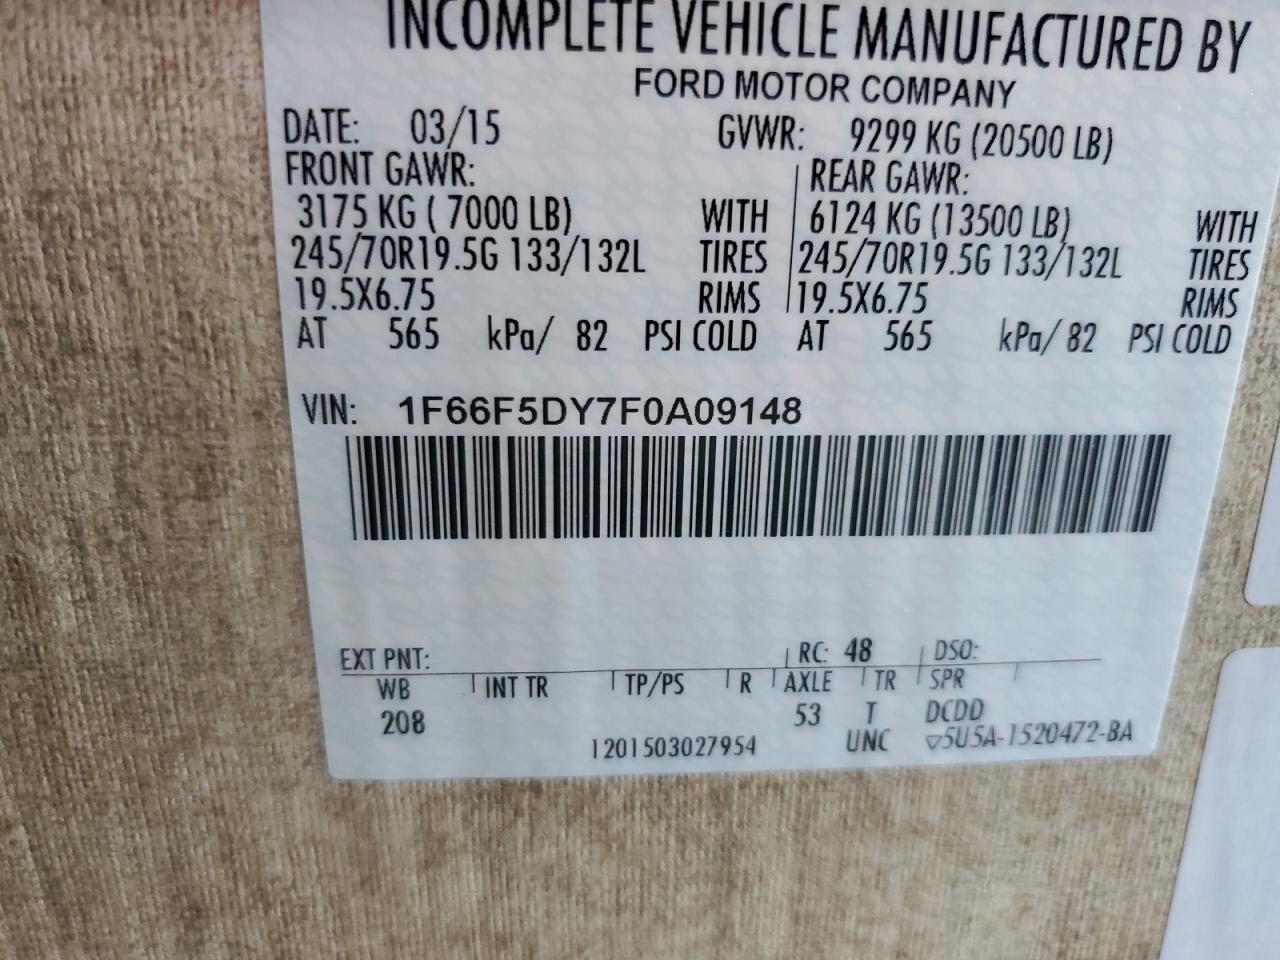 INCOMPLETE VEHICLE MANUFACTURED BY
FORD MOTOR COMPANY
DATE: 03/15 GVWR: 9299 KG (20500 LB)
FRONT GAWR: REAR GAWR:
3175 KG ( 7000 LB) WITH 6124 KG (13500 LB) WITH
245/70R19.5G 133/132L TIRES 245/70R19.5G 133/132L TIRES
19.5X6.75 RIMS 19.5X6.75 RIMS
AT 565 kPa/ 82 PSI COLD AT 565 kPa/ 82 PSI COLD
VIN: 1F66F5DY7F0A09148
EXT PNT: RC: 48 DSO:
WB INT TR TP/PS R AXLE TR SPR
208 53 T DCDD
1201503027954 UNC ▽5U5A-1520472-BA